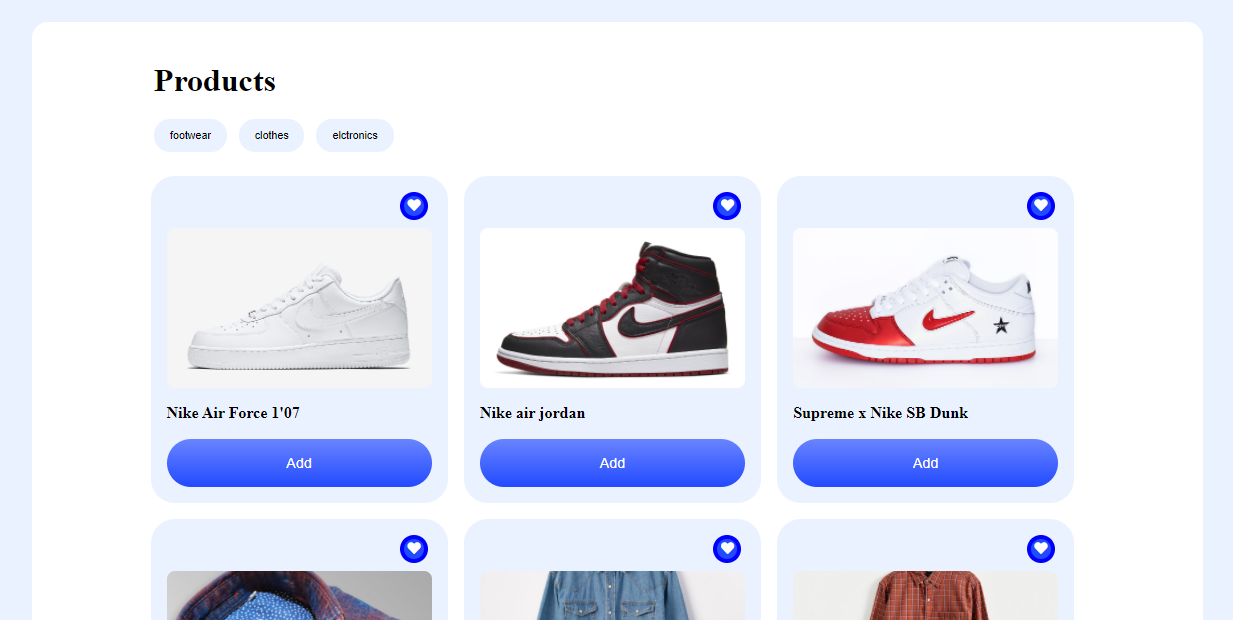 Products
footwear clothes elctronics
Nike Air Force 1'07 Nike air jordan Supreme x Nike SB Dunk
Add Add Add